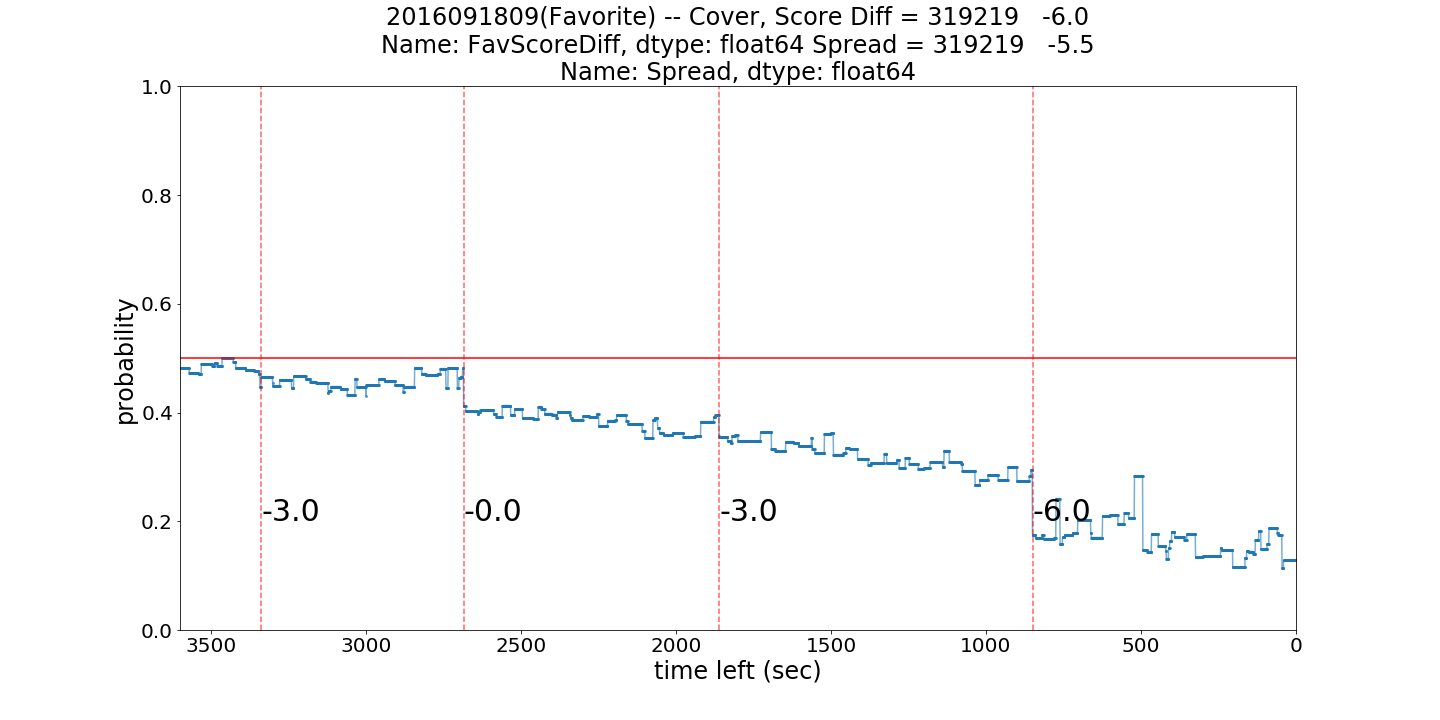 2016091809(Favorite) -- Cover, Score Diff = 319219   -6.0
Name: FavScoreDiff, dtype: float64 Spread = 319219   -5.5
Name: Spread, dtype: float64
1.0
0.8
0.6
0.4
0.2
0.0
probability
-3.0
-0.0
-3.0
-6.0
3500 3000 2500 2000 1500 1000 500 0
time left (sec)